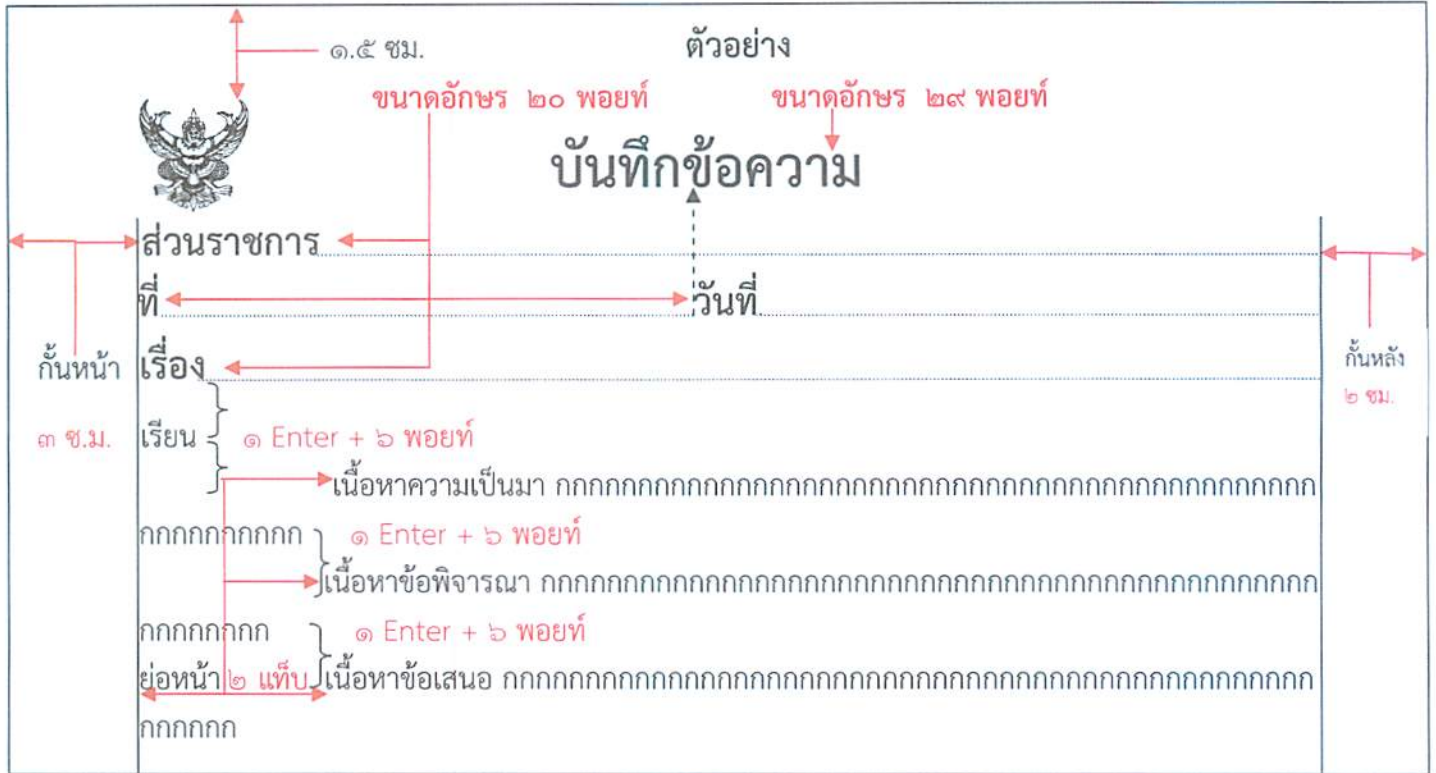 ๑.๕ ซม. ตัวอย่าง
ขนาดอักษร ๒๐ พอยท์ ขนาดอักษร ๒๙ พอยท์
บันทึกข้อความ
ส่วนราชการ
ที่ วันที่
กั้นหน้า เรื่อง กั้นหลัง
๒ ซม.
๓ ซ.ม. เรียน ๑ Enter + ๖ พอยท์
เนื้อหาความเป็นมา กกกกกกกกกกกกกกกกกกกกกกกกกกกกกกกกกกกกกกกกกกกกกก
กกกกกกกกกก ๑ Enter + ๖ พอยท์
เนื้อหาข้อพิจารณา กกกกกกกกกกกกกกกกกกกกกกกกกกกกกกกกกกกกกกกกกกกกกกก
กกกกกกกก ๑ Enter + ๖ พอยท์
ย่อหน้า ๒ แท็บ เนื้อหาข้อเสนอ กกกกกกกกกกกกกกกกกกกกกกกกกกกกกกกกกกกกกกกกกกกกกกกกก
กกกกกก